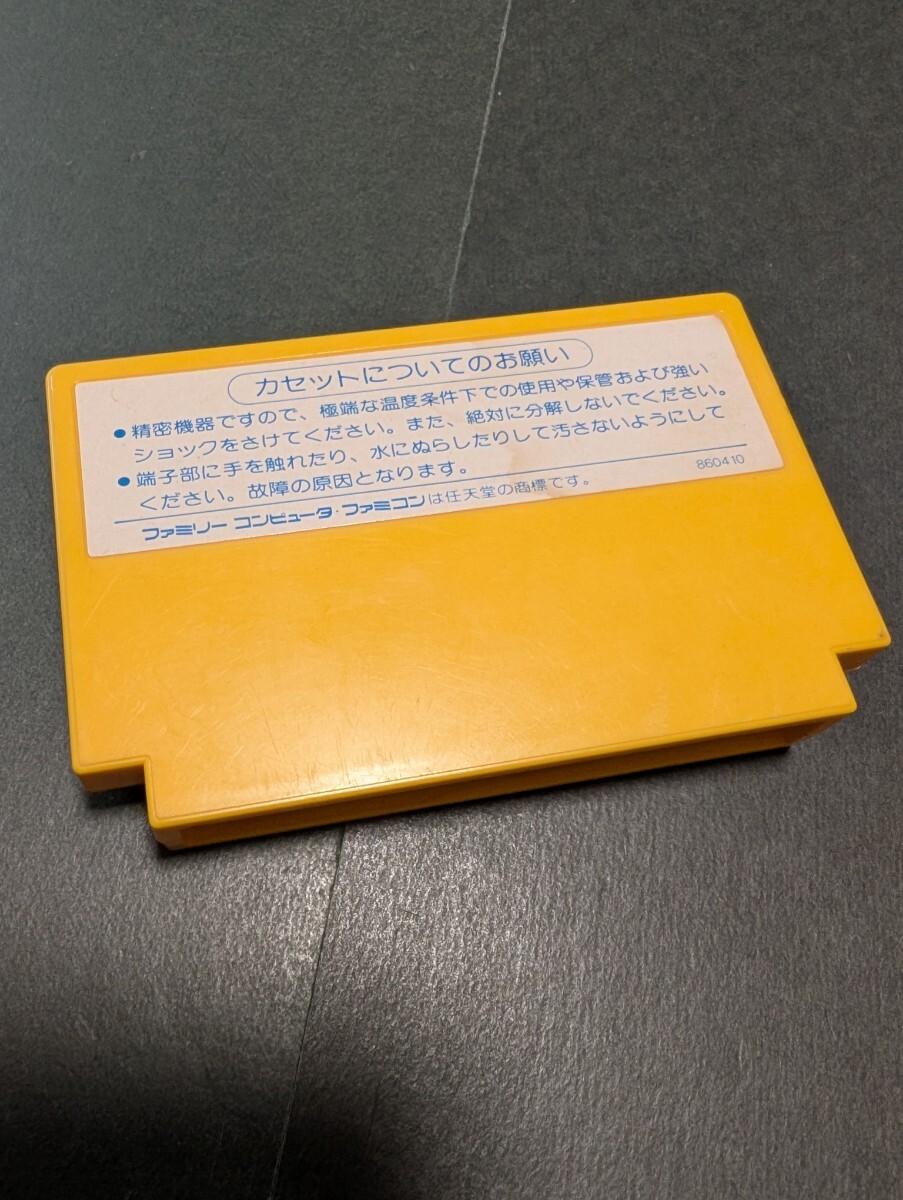 カセットについてのお願い
●精密機器ですので、極端な温度条件下での使用や保管および強い
ショックをさけてください。また、絶対に分解しないでください。
●端子部に手を触れたり、水にぬらしたりして汚さないようにして
ください。故障の原因となります。
860410
ファミリー コンピュータ・ファミコンは任天堂の商標です。